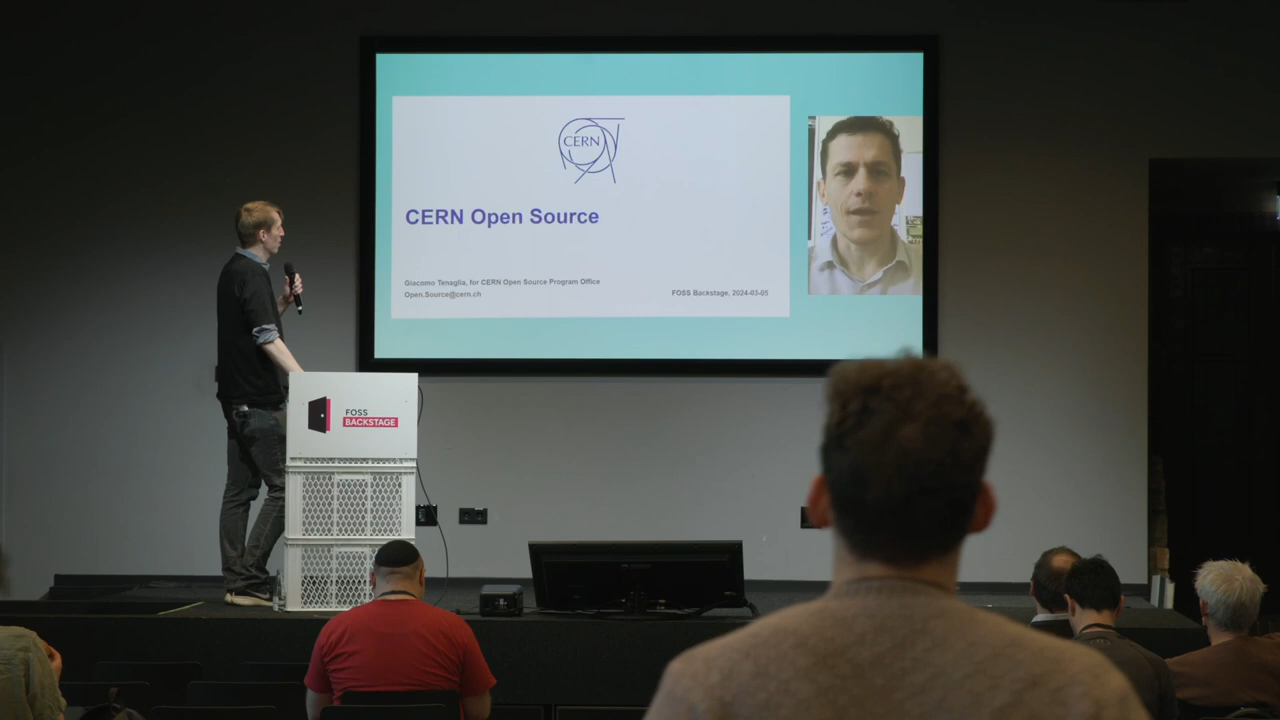 CERN
CERN Open Source
Giacomo Tenaglia, for CERN Open Source Program Office
Open.Source@cern.ch
FOSS Backstage, 2024-03-05
FOSS
BACKSTAGE